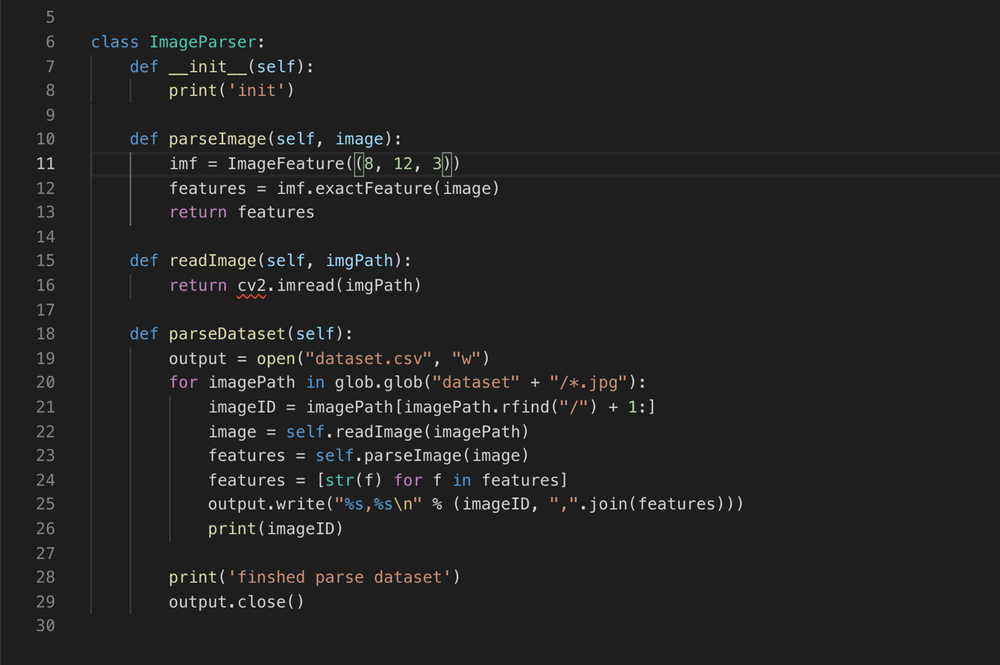 5
6 class ImageParser:
7     def __init__(self):
8         print('init')
9
10     def parseImage(self, image):
11         imf = ImageFeature((8, 12, 3))
12         features = imf.exactFeature(image)
13         return features
14
15     def readImage(self, imgPath):
16         return cv2.imread(imgPath)
17
18     def parseDataset(self):
19         output = open("dataset.csv", "w")
20         for imagePath in glob.glob("dataset" + "/*.jpg"):
21             imageID = imagePath[imagePath.rfind("/") + 1:]
22             image = self.readImage(imagePath)
23             features = self.parseImage(image)
24             features = [str(f) for f in features]
25             output.write("%s,%s\n" % (imageID, ",".join(features)))
26             print(imageID)
27
28         print('finshed parse dataset')
29         output.close()
30